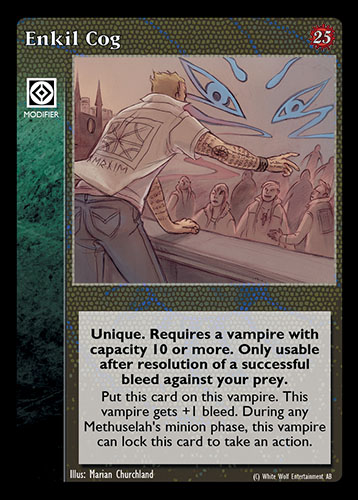 Enkil Cog
25
MODIFIER
MRXIM
Unique. Requires a vampire with
capacity 10 or more. Only usable
after resolution of a successful
bleed against your prey.
Put this card on this vampire. This
vampire gets +1 bleed. During any
Methuselah's minion phase, this vampire
can lock this card to take an action.
Illus: Marian Churchland
(C) White Wolf Entertainment AB